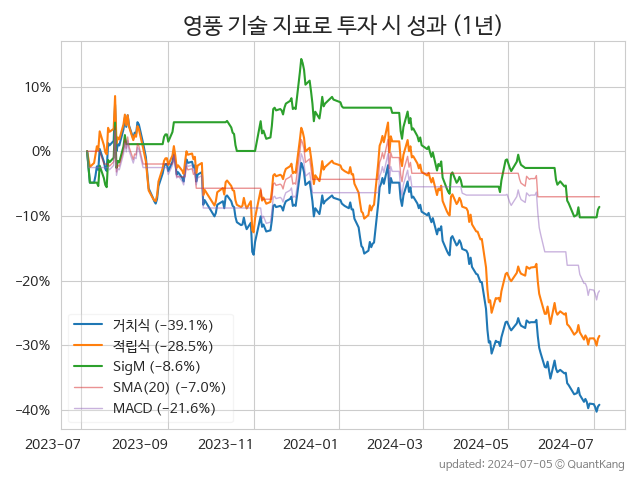 영풍 기술 지표로 투자 시 성과 (1년)
10%
0%
−10%
−20%
−30%
−40%
거치식 (−39.1%)
적립식 (−28.5%)
SigM (−8.6%)
SMA(20) (−7.0%)
MACD (−21.6%)
2023−07
2023−09
2023−11
2024−01
2024−03
2024−05
2024−07
updated: 2024−07−05 © QuantKang